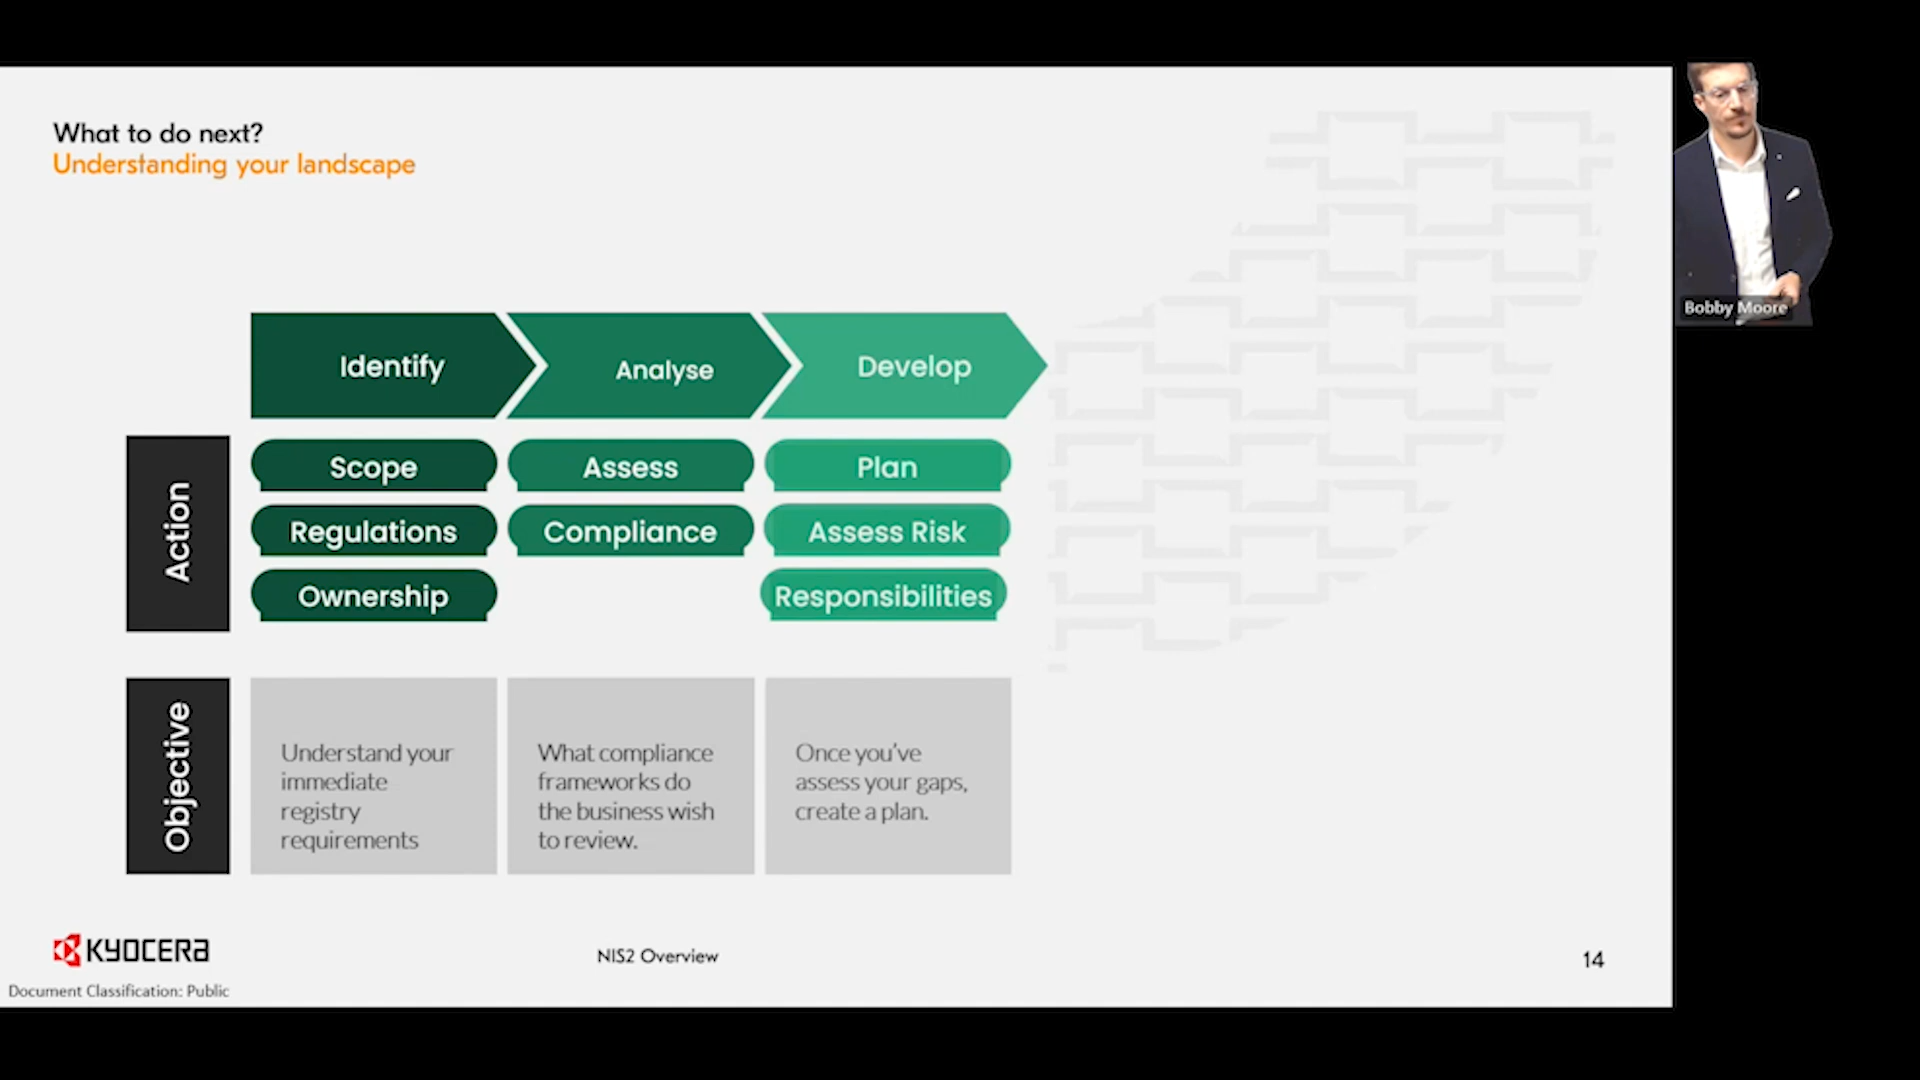 What to do next?
Understanding your landscape
Identify
Analyse
Develop
Action
Scope
Assess
Plan
Regulations
Compliance
Assess Risk
Ownership
Responsibilities
Objective
Understand your
immediate
registry
requirements
What compliance
frameworks do
the business wish
to review.
Once you've
assess your gaps,
create a plan.
KYOCERA
NIS2 Overview
14
Document Classification: Public
Bobby Moore